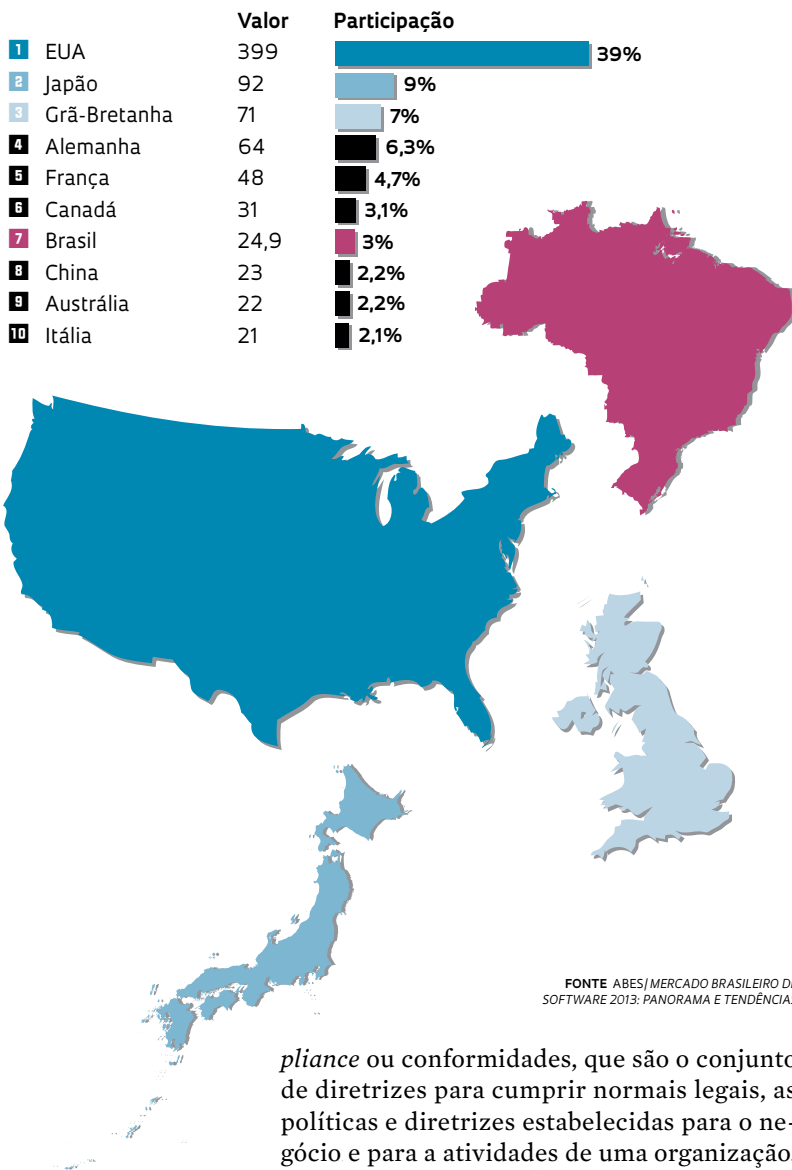 Valor Participação
1 EUA 399 39%
2 Japão 92 9%
3 Grã-Bretanha 71 7%
4 Alemanha 64 6,3%
5 França 48 4,7%
6 Canadá 31 3,1%
7 Brasil 24,9 3%
8 China 23 2,2%
9 Austrália 22 2,2%
10 Itália 21 2,1%
FONTE ABES/MERCADO BRASILEIRO DE
SOFTWARE 2013: PANORAMA E TENDÊNCIA
pliance ou conformidades, que são o conjunto
de diretrizes para cumprir normais legais, as
políticas e diretrizes estabelecidas para o ne-
gócio e para a atividades de uma organização